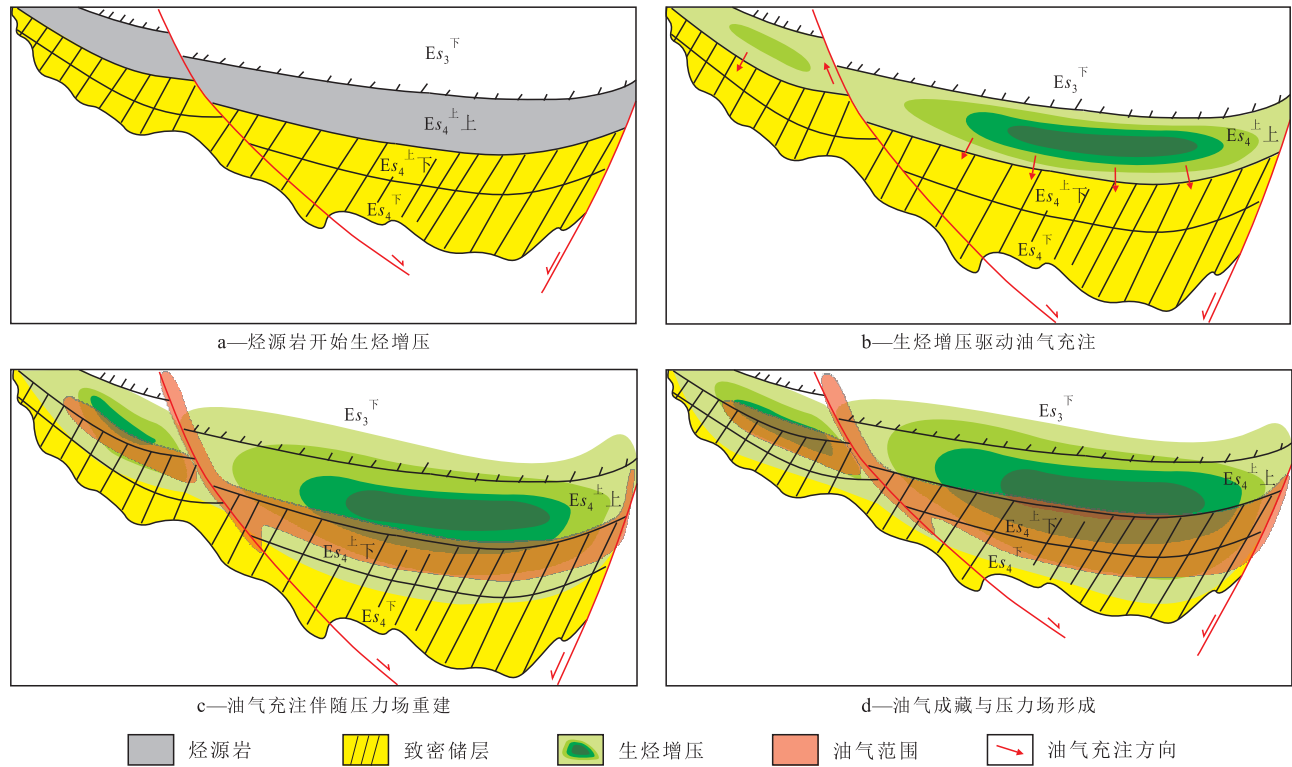 Es3下
Es4上上
Es4上下
Es4下
a—烃源岩开始生烃增压
Es3下
Es4上上
Es4上下
Es4下
b—生烃增压驱动油气充注
Es3下
Es4上上
Es4上下
Es4下
c—油气充注伴随压力场重建
Es3下
Es4上上
Es4上下
Es4下
d—油气成藏与压力场形成
烃源岩
致密储层
生烃增压
油气范围
油气充注方向